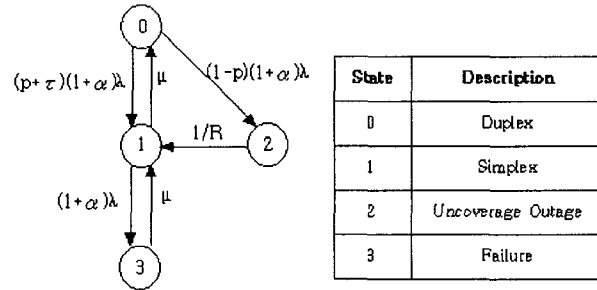 0
(p+τ)(1+α)λ
μ
(1-p)(1+α)λ
1
1/R
2
(1+α)λ
μ
3
State Description
0 Duplex
1 Simplex
2 Uncoverage Outage
3 Failure